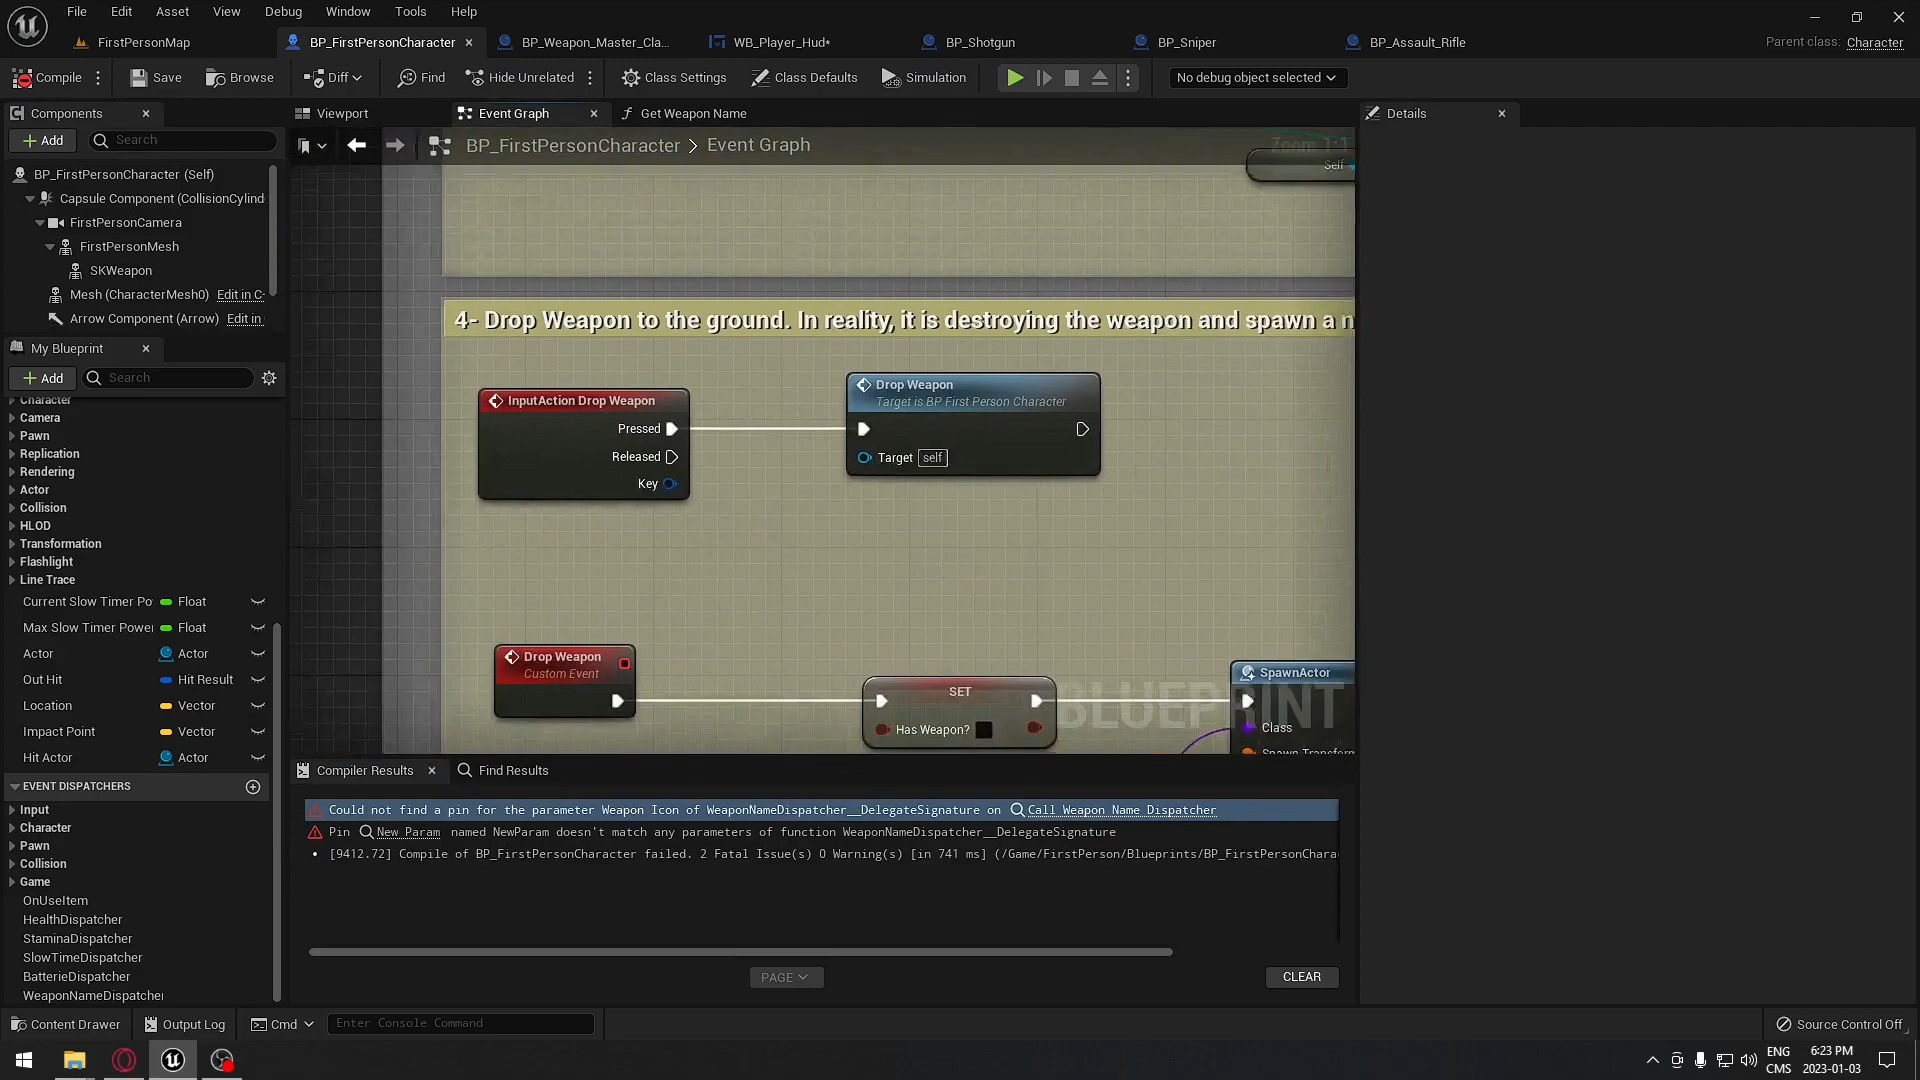 File Edit Asset View Debug Window Tools Help
FirstPersonMap BP_FirstPersonCharacter BP_Weapon_Master_Cla... WB_Player_Hud* BP_Shotgun BP_Sniper BP_Assault_Rifle
Parent class: Character
Compile Save Browse Diff Find Hide Unrelated Class Settings Class Defaults Simulation No debug object selected
Components
Add Search
BP_FirstPersonCharacter (Self)
Capsule Component (CollisionCylind
FirstPersonCamera
FirstPersonMesh
SKWeapon
Mesh (CharacterMesh0) Edit in C-
Arrow Component (Arrow) Edit in
My Blueprint
Add Search
Character
Camera
Pawn
Replication
Rendering
Actor
Collision
HLOD
Transformation
Flashlight
Line Trace
Current Slow Timer Po Float
Max Slow Timer Power Float
Actor Actor
Out Hit Hit Result
Location Vector
Impact Point Vector
Hit Actor Actor
EVENT DISPATCHERS
Input
Character
Pawn
Collision
Game
OnUseItem
HealthDispatcher
StaminaDispatcher
SlowTimeDispatcher
BatterieDispatcher
WeaponNameDispatcher
Viewport Event Graph Get Weapon Name
BP_FirstPersonCharacter > Event Graph
Zoom 1:1
Self
4- Drop Weapon to the ground. In reality, it is destroying the weapon and spawn a n
InputAction Drop Weapon
Pressed
Released
Key
Drop Weapon
Target is BP First Person Character
Target self
Drop Weapon
Custom Event
SET
Has Weapon?
SpawnActor
Class
Spawn Transform
BLUEPRINT
Compiler Results Find Results
Could not find a pin for the parameter Weapon Icon of WeaponNameDispatcher__DelegateSignature on Call Weapon Name Dispatcher
Pin New Param named NewParam doesn't match any parameters of function WeaponNameDispatcher__DelegateSignature
[9412.72] Compile of BP_FirstPersonCharacter failed. 2 Fatal Issue(s) 0 Warning(s) [in 741 ms] (/Game/FirstPerson/Blueprints/BP_FirstPersonChara
PAGE
CLEAR
Details
Content Drawer Output Log Cmd Enter Console Command
Source Control Off
ENG
CMS
6:23 PM
2023-01-03